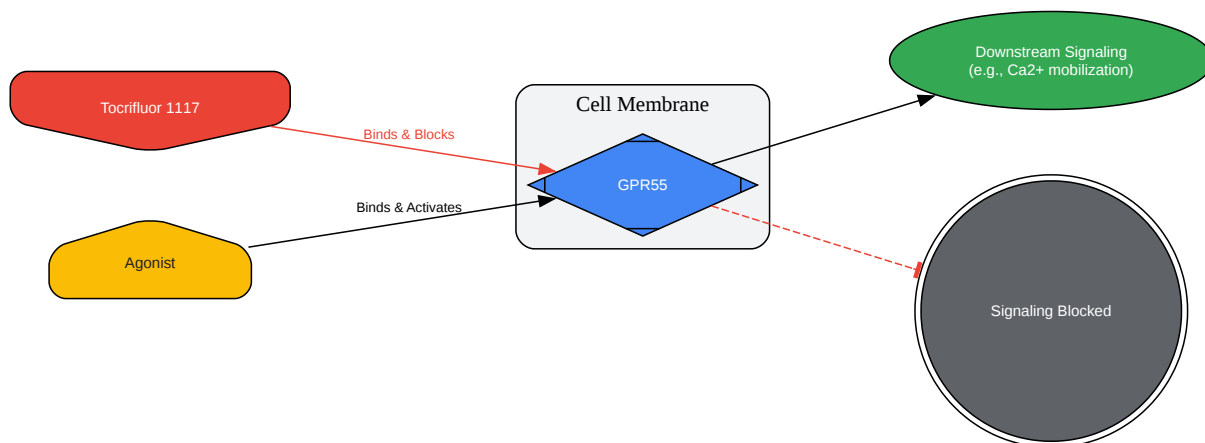 Tocrifluor 1117
Binds & Blocks
Agonist
Binds & Activates
Cell Membrane
GPR55
Downstream Signaling
(e.g., Ca2+ mobilization)
Signaling Blocked